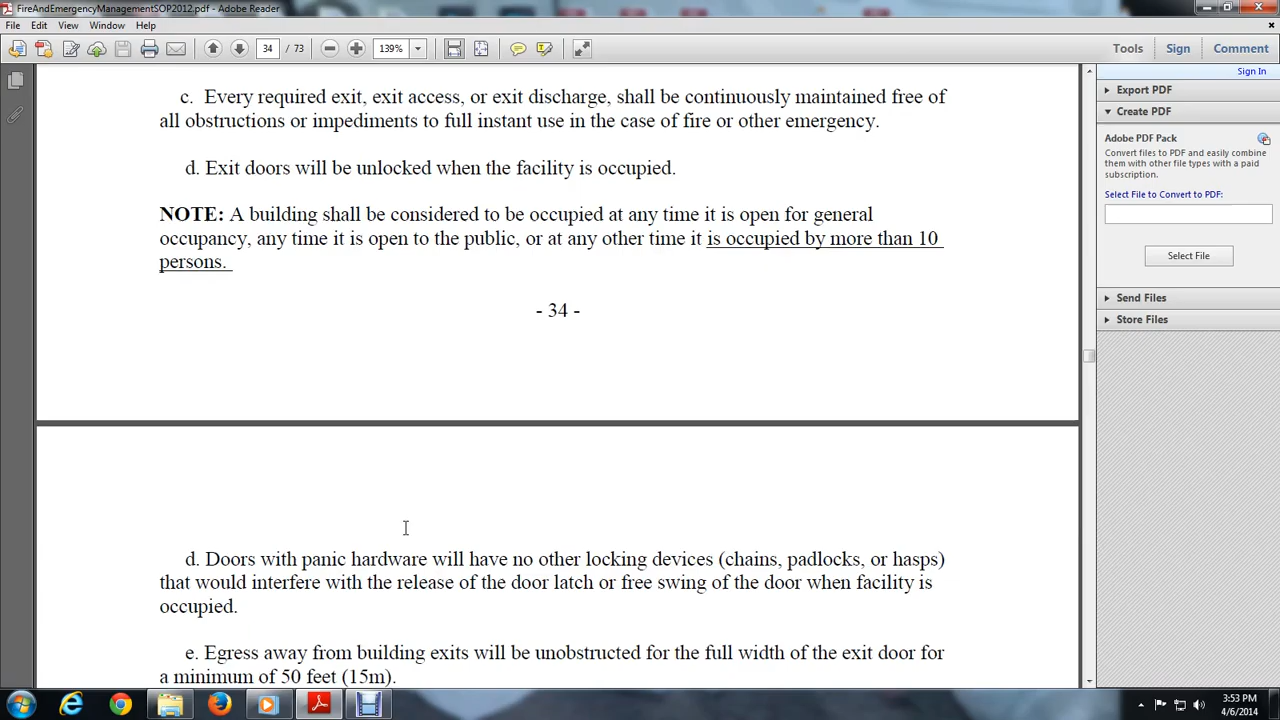 FireAndEmergencyManagementSOP2012.pdf - Adobe Reader
File Edit View Window Help
34 / 73 139% Tools Sign Comment
Sign In
Export PDF
Create PDF
Adobe PDF Pack
Convert files to PDF and easily combine
them with other file types with a paid
subscription.
Select File to Convert to PDF:
Select File
Send Files
Store Files
c. Every required exit, exit access, or exit discharge, shall be continuously maintained free of
all obstructions or impediments to full instant use in the case of fire or other emergency.
d. Exit doors will be unlocked when the facility is occupied.
NOTE: A building shall be considered to be occupied at any time it is open for general
occupancy, any time it is open to the public, or at any other time it is occupied by more than 10
persons.
- 34 -
d. Doors with panic hardware will have no other locking devices (chains, padlocks, or hasps)
that would interfere with the release of the door latch or free swing of the door when facility is
occupied.
e. Egress away from building exits will be unobstructed for the full width of the exit door for
a minimum of 50 feet (15m).
3:53 PM
4/6/2014